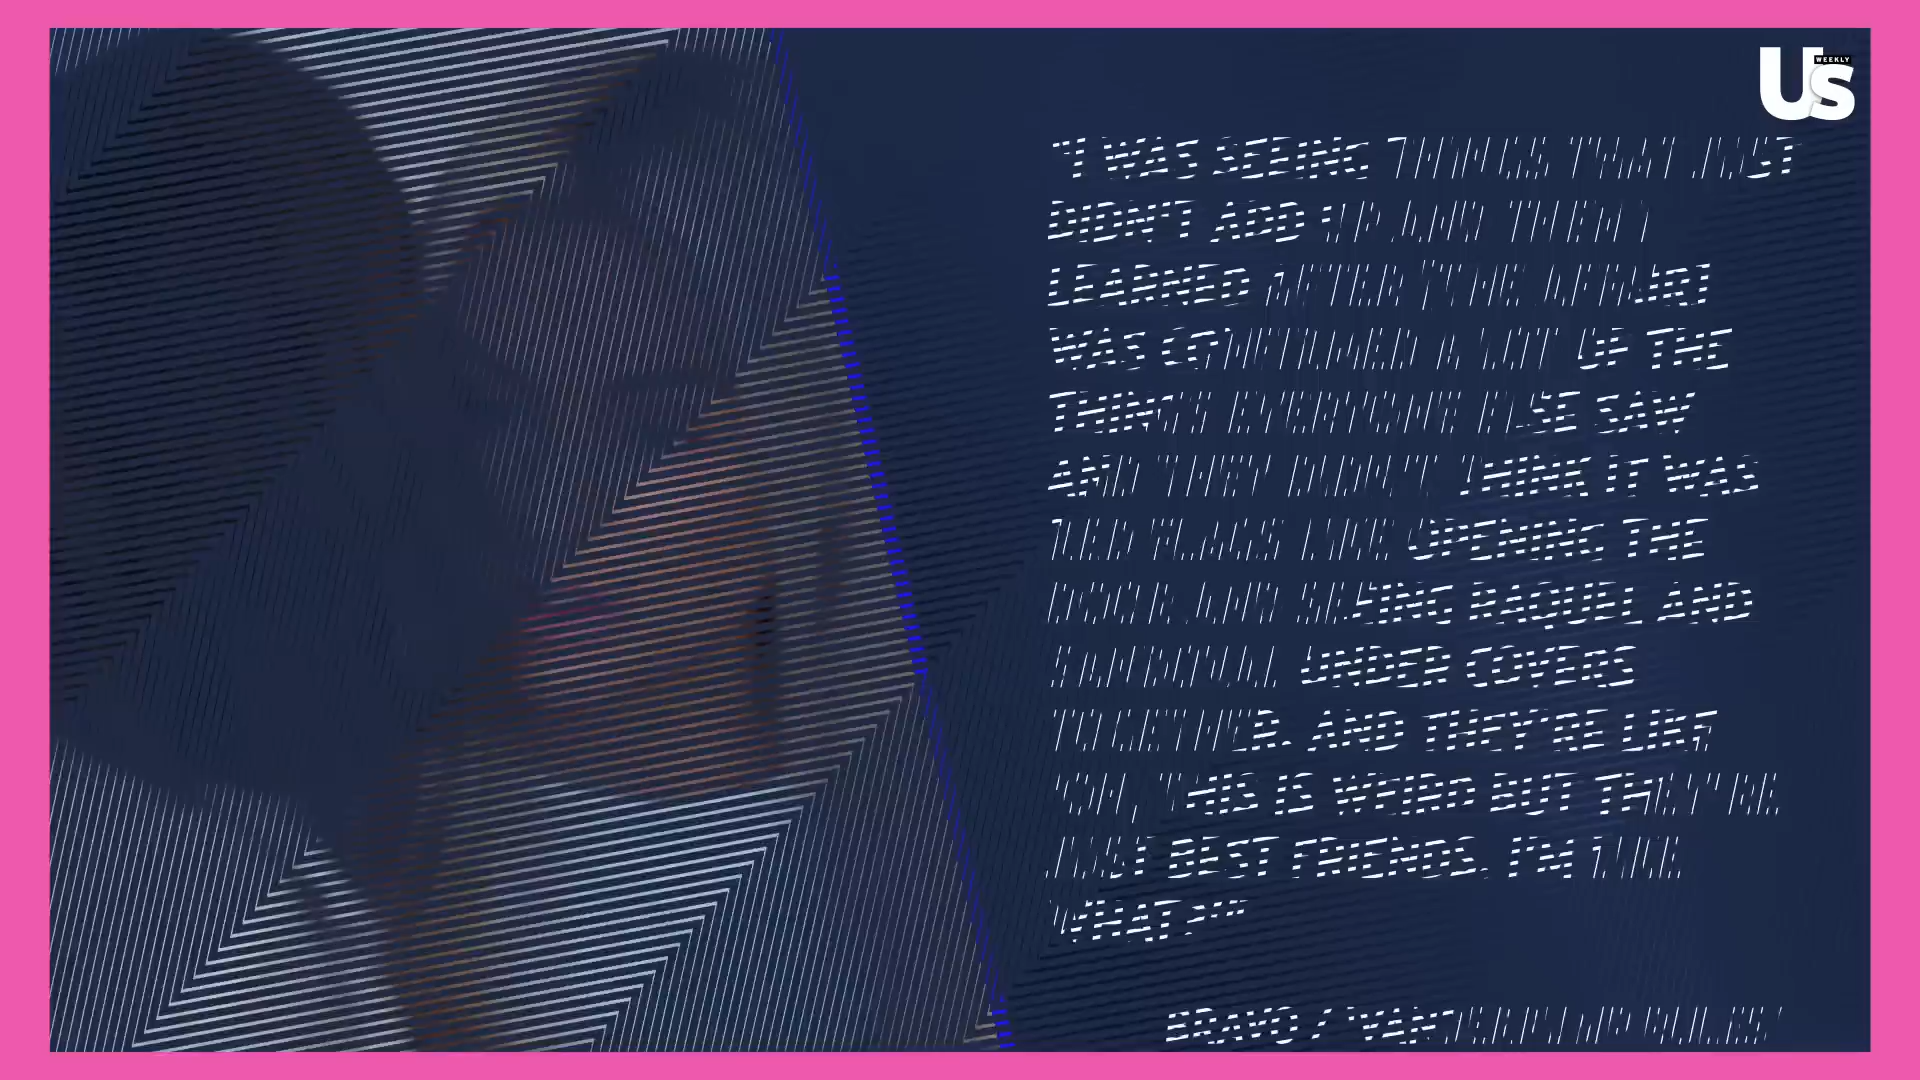 US WEEKLY
"I WAS SEEING THINGS THAT JUST
DIDN'T ADD UP AND THEN I
LEARNED AFTER [THE AFFAIR]
WAS CONFIRMED A LOT OF THE
THINGS EVERYONE ELSE SAW
AND THEY DIDN'T THINK IT WAS
RED FLAGS LIKE OPENING THE
DOOR AND SEEING RAQUEL AND
SANDOVAL UNDER COVERS
TOGETHER. AND THEY'RE LIKE
'OH, THIS IS WEIRD BUT THEY'RE
JUST BEST FRIENDS. I'M LIKE
WHAT?'"
BRAVO / 'VANDERPUMP RULES'